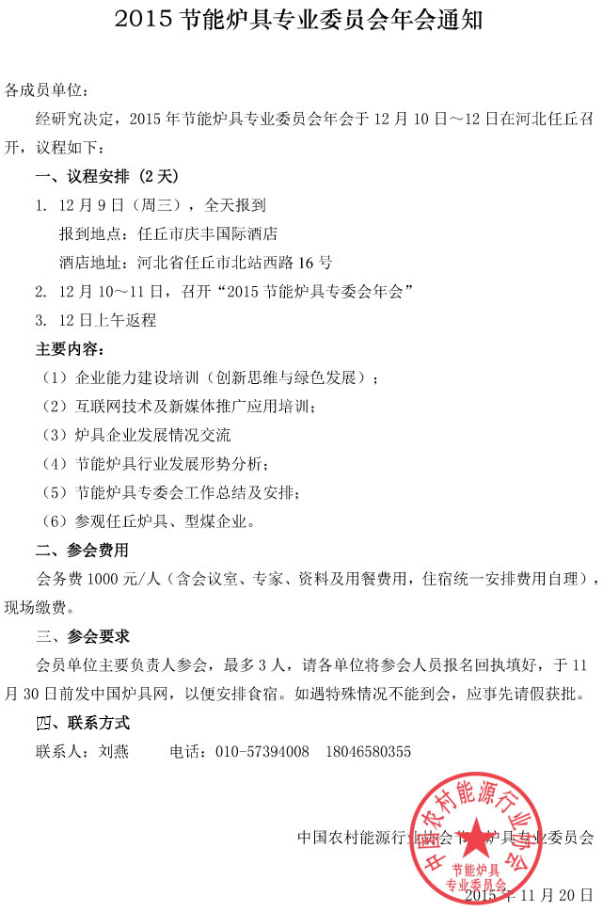 2015 节能炉具专业委员会年会通知
各成员单位：
经研究决定，2015 年节能炉具专业委员会年会于 12 月 10 日～12 日在河北任丘召
开，议程如下：
一、议程安排（2 天）
1. 12 月 9 日（周三），全天报到
报到地点：任丘市庆丰国际酒店
酒店地址：河北省任丘市北站西路 16 号
2. 12 月 10～11 日，召开“2015 节能炉具专委会年会”
3. 12 日上午返程
主要内容：
（1）企业能力建设培训（创新思维与绿色发展）；
（2）互联网技术及新媒体推广应用培训；
（3）炉具企业发展情况交流
（4）节能炉具行业发展形势分析；
（5）节能炉具专委会工作总结及安排；
（6）参观任丘炉具、型煤企业。
二、参会费用
会务费 1000 元/人（含会议室、专家、资料及用餐费用，住宿统一安排费用自理），
现场缴费。
三、参会要求
会员单位主要负责人参会，最多 3 人，请各单位将参会人员报名回执填好，于 11
月 30 日前发中国炉具网，以便安排食宿。如遇特殊情况不能到会，应事先请假获批。
四、联系方式
联系人：刘燕 电话：010-57394008 18046580355
中国农村能源行业协会节能炉具专业委员会
中国农村能源行业协会
节能炉具
专业委员会
2015 年 11 月 20 日